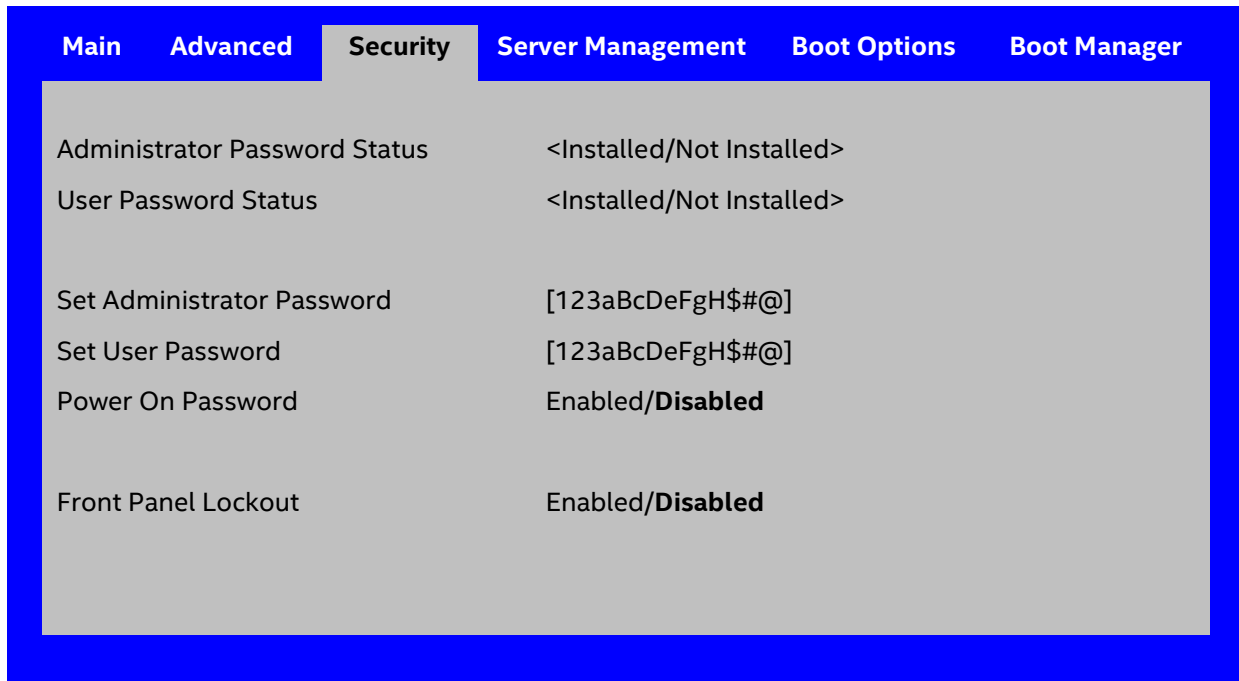 Main Advanced Security Server Management Boot Options Boot Manager
Administrator Password Status <Installed/Not Installed>
User Password Status <Installed/Not Installed>
Set Administrator Password [123aBcDeFgH$#@]
Set User Password [123aBcDeFgH$#@]
Power On Password Enabled/Disabled
Front Panel Lockout Enabled/Disabled